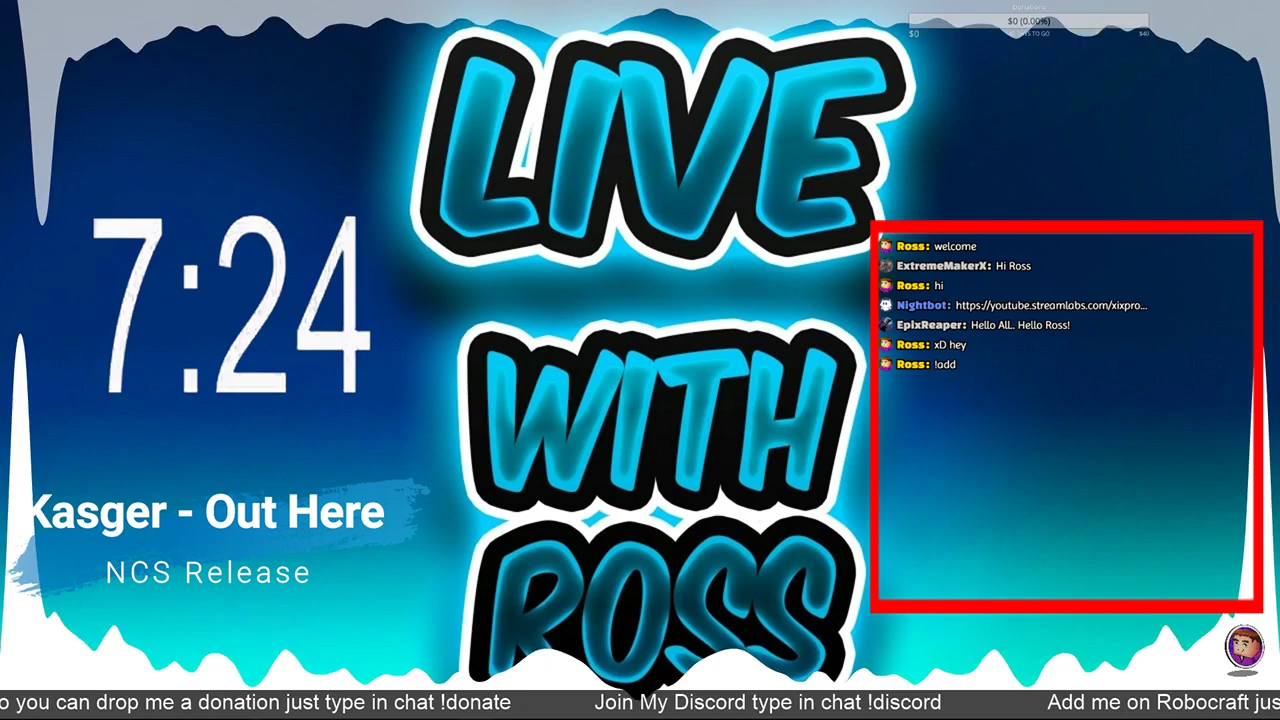 Donations
$0 (0.00%)
$0
$40
LIVE
WITH
ROSS
7:24
Kasger - Out Here
NCS Release
Ross: welcome
ExtremeMakerX: Hi Ross
Ross: hi
Nightbot: https://youtube.streamlabs.com/xixpro...
EpixReaper: Hello All.. Hello Ross!
Ross: xD hey
Ross: !add
o you can drop me a donation just type in chat !donate
Join My Discord type in chat !discord
Add me on Robocraft jus